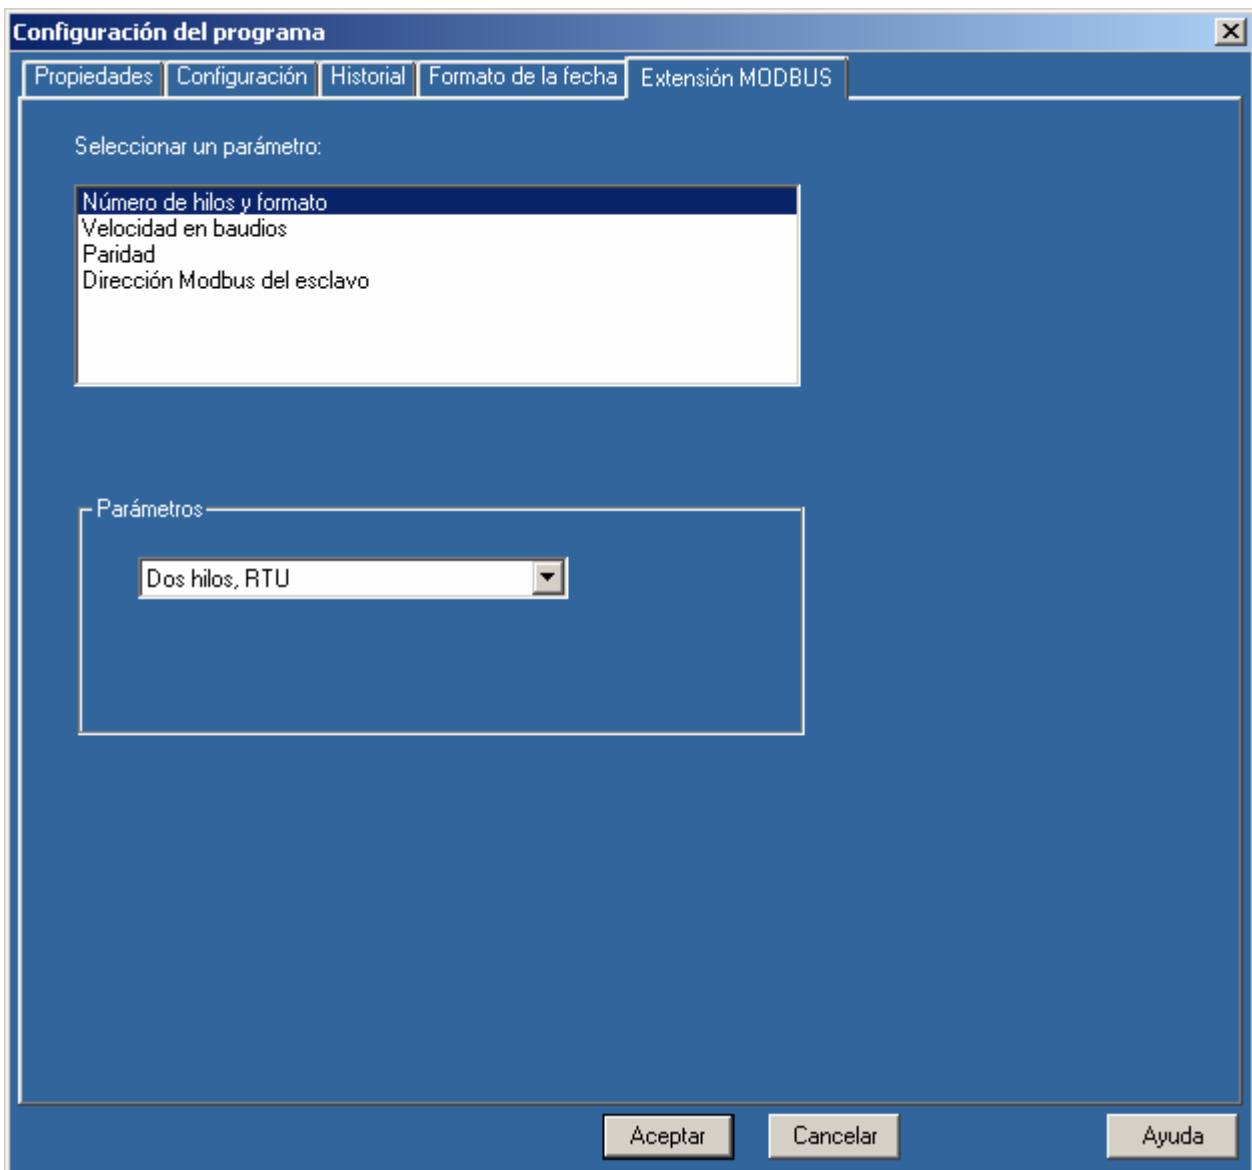 Configuración del programa
Propiedades Configuración Historial Formato de la fecha Extensión MODBUS
Seleccionar un parámetro:
Número de hilos y formato
Velocidad en baudios
Paridad
Dirección Modbus del esclavo
Parámetros
Dos hilos, RTU
Aceptar Cancelar Ayuda